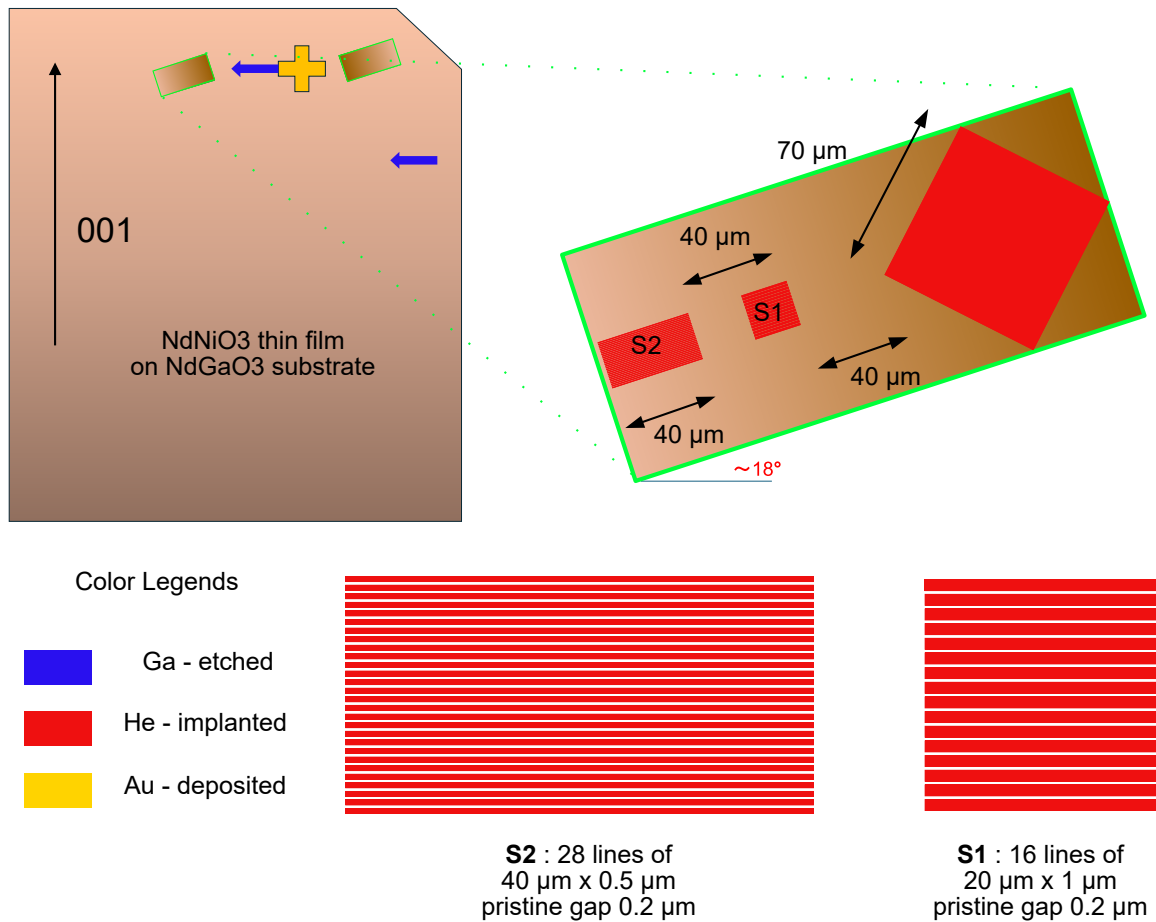 001
NdNiO3 thin film
on NdGaO3 substrate
70 μm
40 μm
S1
S2
40 μm
40 μm
~18°
Color Legends
Ga - etched
He - implanted
Au - deposited
S2 : 28 lines of
40 μm x 0.5 μm
pristine gap 0.2 μm
S1 : 16 lines of
20 μm x 1 μm
pristine gap 0.2 μm